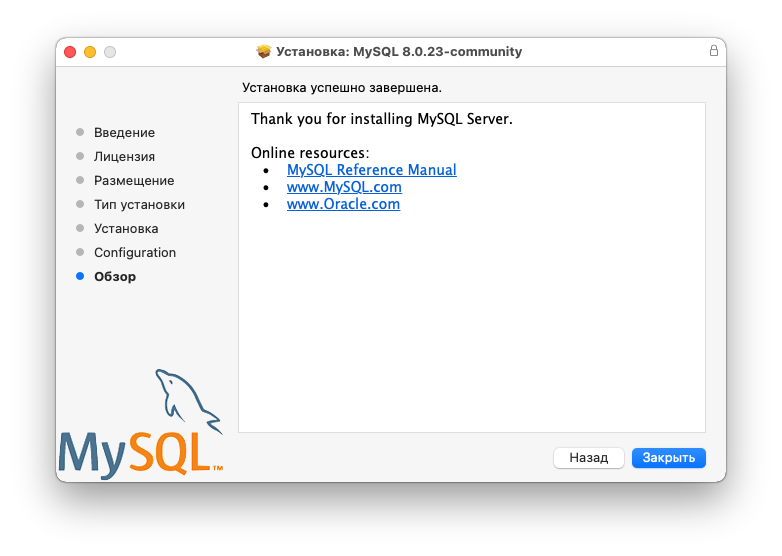 Установка: MySQL 8.0.23-community
Установка успешно завершена.
Введение
Лицензия
Размещение
Тип установки
Установка
Configuration
Обзор
Thank you for installing MySQL Server.
Online resources:
• MySQL Reference Manual
• www.MySQL.com
• www.Oracle.com
MySQL™
Назад
Закрыть